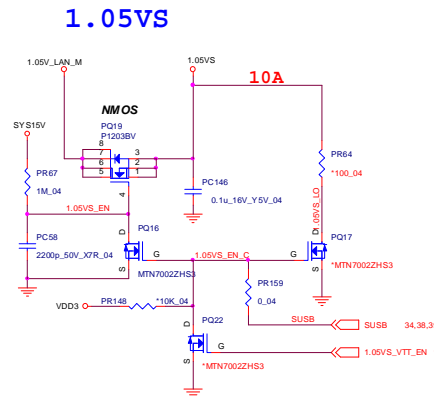 1.05VS
1.05V_LAN_M
1.05VS
10A
NMOS
SYS15V
PQ19
P1203BV
8
7
6
5
3
2
1
4
PR67
1M_04
PR64
*100_04
PC146
0.1u_16V_Y5V_04
1.05VS_EN
1.05VS_LO
PC58
2200p_50V_X7R_04
PQ16
D
G
S
MTN7002ZHS3
1.05VS_EN_C
PQ17
D
G
S
*MTN7002ZHS3
VDD3
PR148
*10K_04
PR159
0_04
SUSB
SUSB
34,38,3
PQ22
D
G
S
*MTN7002ZHS3
1.05VS_VTT_EN